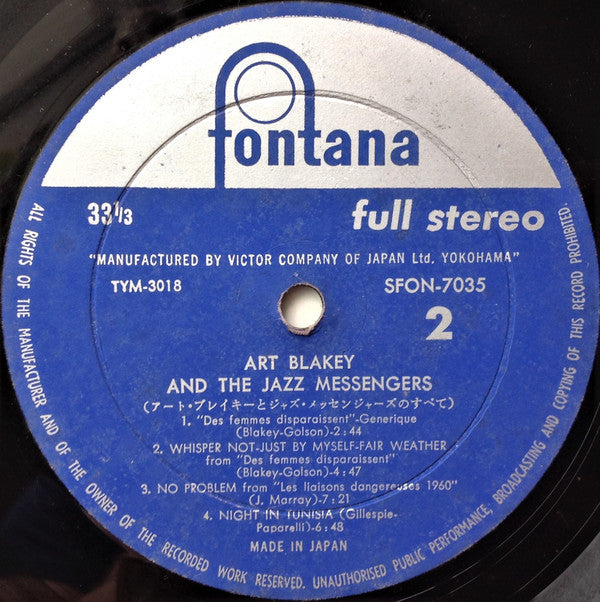 fontana
33 1/3
full stereo
"MANUFACTURED BY VICTOR COMPANY OF JAPAN Ltd. YOKOHAMA"
TYM-3018
SFON-7035
2
ART BLAKEY
AND THE JAZZ MESSENGERS
(アート・ブレイキーとジャズ・メッセンジャーズのすべて)
1. "Des femmes disparaissent"-Generique
(Blakey-Golson)-2:44
2. WHISPER NOT-JUST BY MYSELF-FAIR WEATHER
from "Des femmes disparaissent"
(Blakey-Golson)-4:47
3. NO PROBLEM from "Les liaisons dangereuses 1960"
(J. Marray)-7:21
4. NIGHT IN TUNISIA (Gillespie-
Paparelli)-6:48
MADE IN JAPAN
ALL RIGHTS OF THE MANUFACTURER AND OF THE OWNER OF THE RECORDED WORK RESERVED. UNAUTHORISED PUBLIC PERFORMANCE, BROADCASTING AND COPYING OF THIS RECORD PROHIBITED.